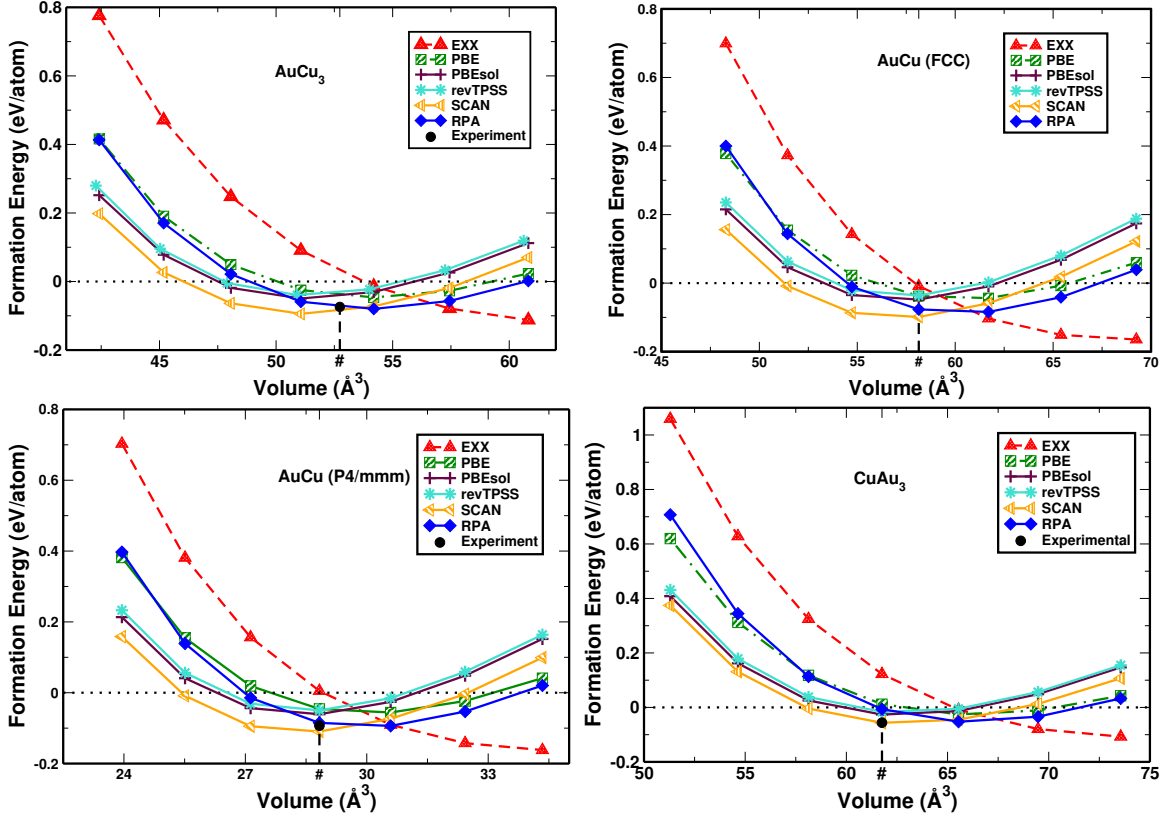 0.8
0.6
0.4
0.2
0
-0.2
Formation Energy (eV/atom)
AuCu3
EXX
PBE
PBEsol
revTPSS
SCAN
RPA
Experiment
45
50
#
55
60
Volume (Å3)
0.8
0.6
0.4
0.2
0
-0.2
Formation Energy (eV/atom)
AuCu (FCC)
EXX
PBE
PBEsol
revTPSS
SCAN
RPA
45
50
55
#
60
65
70
Volume (Å3)
0.8
0.6
0.4
0.2
0
-0.2
Formation Energy (eV/atom)
AuCu (P4/mmm)
EXX
PBE
PBEsol
revTPSS
SCAN
RPA
Experiment
24
27
#
30
33
Volume (Å3)
1
0.8
0.6
0.4
0.2
0
-0.2
Formation Energy (eV/atom)
CuAu3
EXX
PBE
PBEsol
revTPSS
SCAN
RPA
Experimental
50
55
60
#
65
70
75
Volume (Å3)